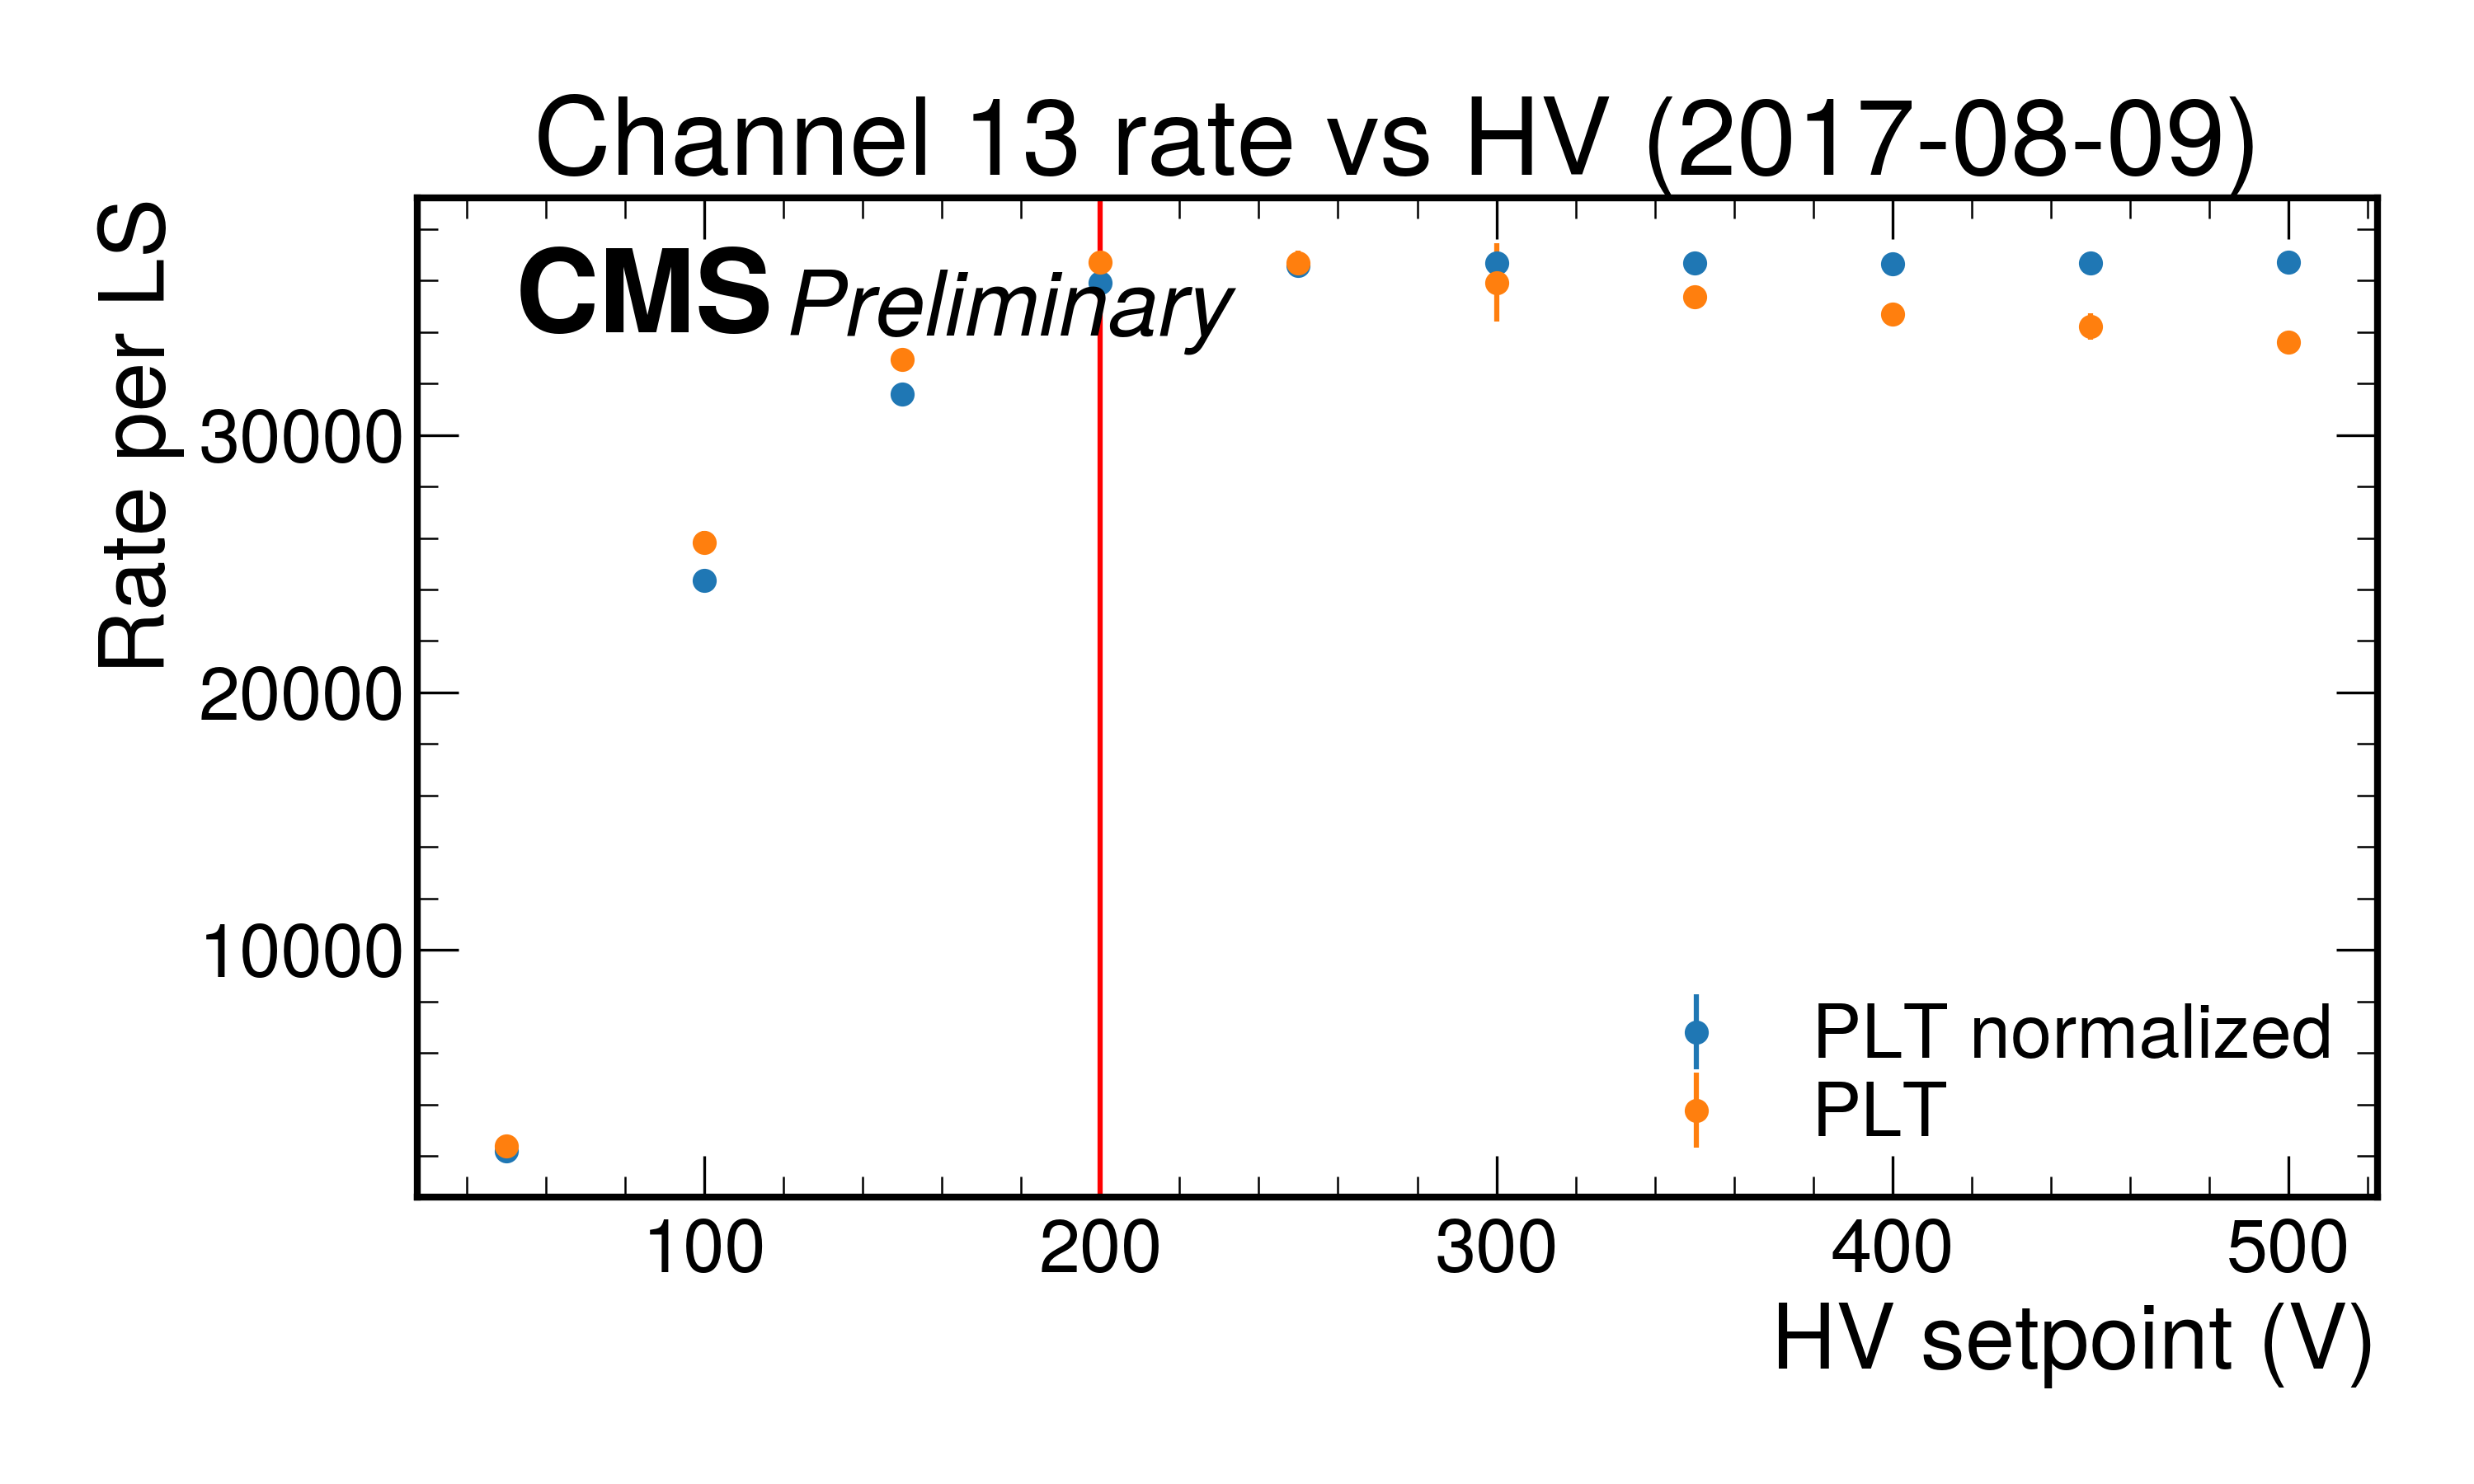 Channel 13 rate vs HV (2017-08-09)
CMS Preliminary
Rate per LS
30000
20000
10000
PLT normalized
PLT
100 200 300 400 500
HV setpoint (V)